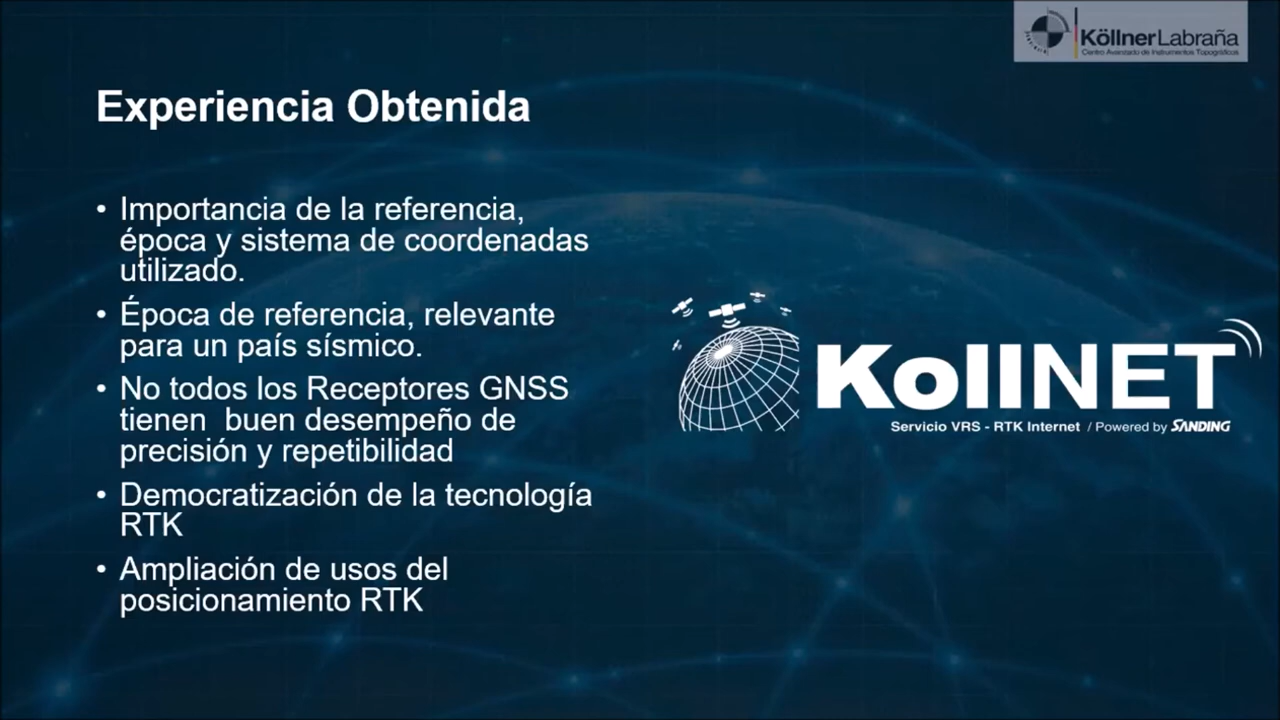 KöllnerLabraña
Centro Avanzado de Instrumentos Topográficos
Experiencia Obtenida
• Importancia de la referencia,
época y sistema de coordenadas
utilizado.
• Época de referencia, relevante
para un país sísmico.
• No todos los Receptores GNSS
tienen  buen desempeño de
precisión y repetibilidad
• Democratización de la tecnología
RTK
• Ampliación de usos del
posicionamiento RTK
KollNET
Servicio VRS - RTK Internet / Powered by SANDING